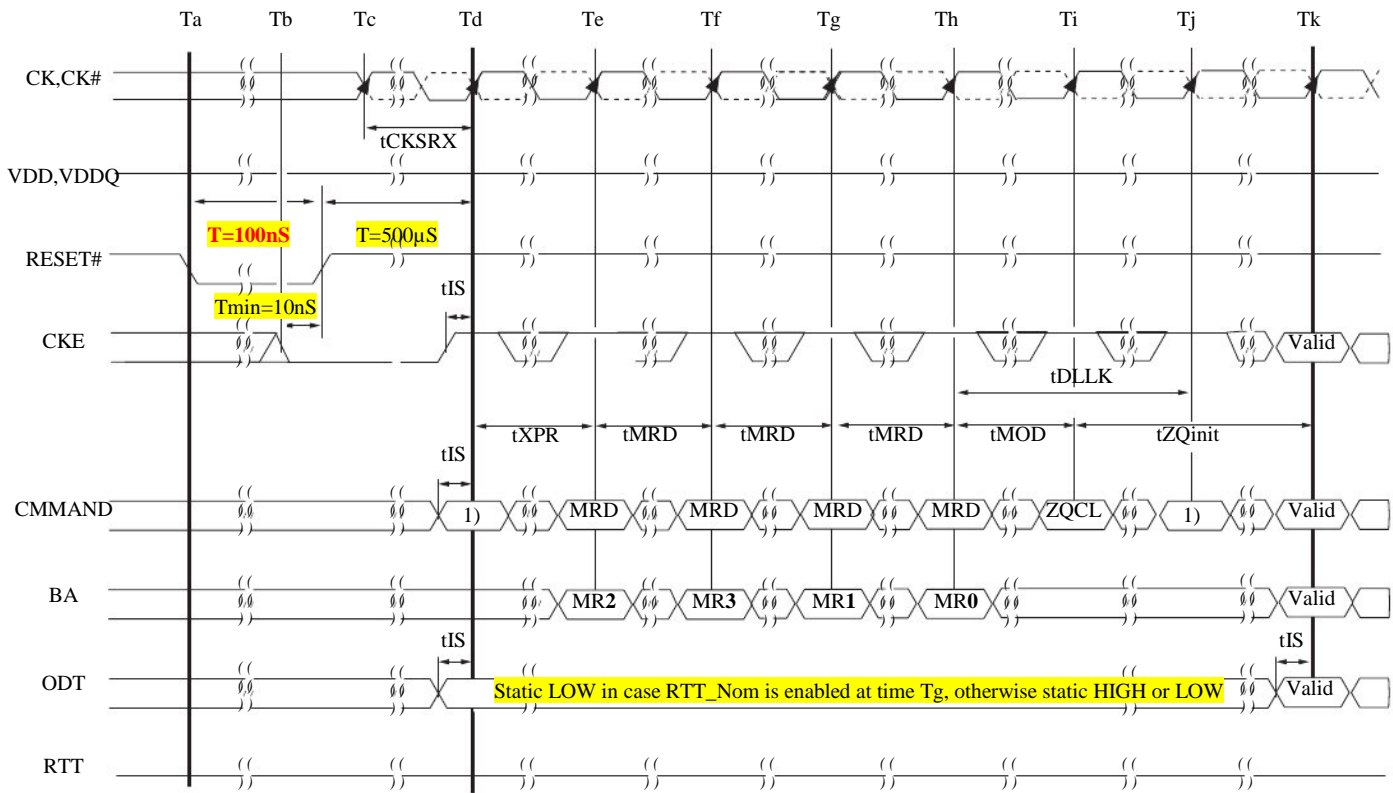 Ta Tb Tc Td Te Tf Tg Th Ti Tj Tk
CK,CK#
tCKSRX
VDD,VDDQ
T=100nS T=500µS
RESET#
Tmin=10nS tIS
CKE Valid
tDLLK
tXPR tMRD tMRD tMRD tMOD tZQinit
tIS
CMMAND 1) MRD MRD MRD MRD ZQCL 1) Valid
BA MR2 MR3 MR1 MR0 Valid
tIS tIS
ODT Static LOW in case RTT_Nom is enabled at time Tg, otherwise static HIGH or LOW Valid
RTT